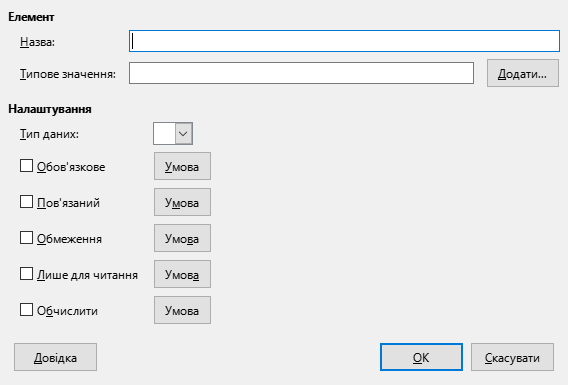 Елемент
Назва:
Типове значення:
Додати...
Налаштування
Тип даних:
Обов'язкове
Умова
Пов'язаний
Умова
Обмеження
Умова
Лише для читання
Умова
Обчислити
Умова
Довідка
ОК
Скасувати